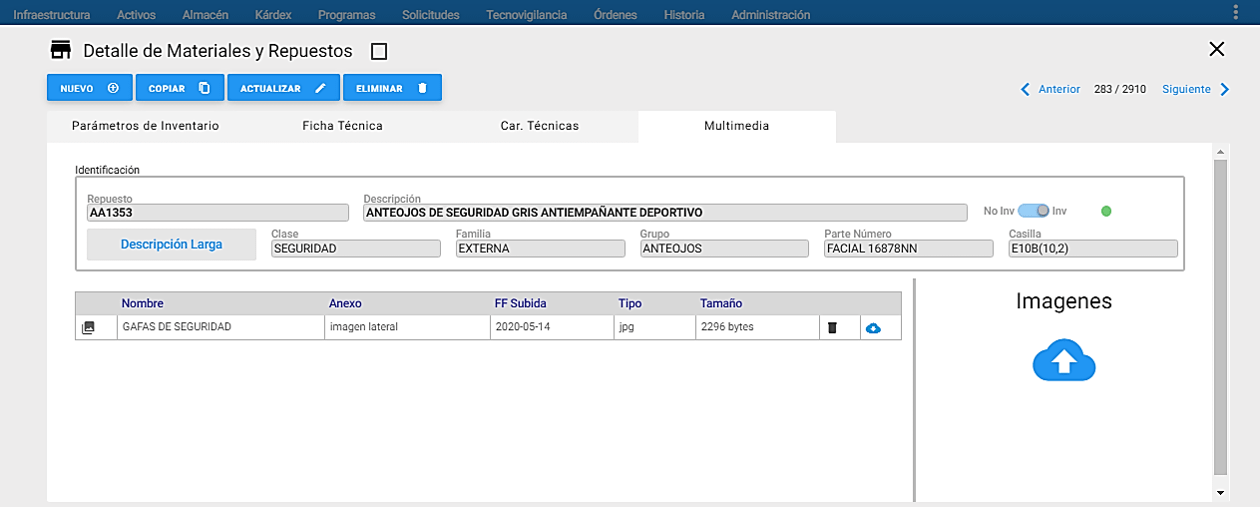 Infraestructura Activos Almacén Kárdex Programas Solicitudes Tecnovigilancia Órdenes Historia Administración
Detalle de Materiales y Repuestos
NUEVO COPIAR ACTUALIZAR ELIMINAR
Anterior 283 / 2910 Siguiente
Parámetros de Inventario Ficha Técnica Car. Técnicas Multimedia
Identificación
Repuesto Descripción
AA1353 ANTEOJOS DE SEGURIDAD GRIS ANTIEMPAÑANTE DEPORTIVO No Inv Inv
Descripción Larga
Clase Familia Grupo Parte Número Casilla
SEGURIDAD EXTERNA ANTEOJOS FACIAL 16878NN E10B(10,2)
Nombre Anexo FF Subida Tipo Tamaño
GAFAS DE SEGURIDAD imagen lateral 2020-05-14 jpg 2296 bytes
Imagenes